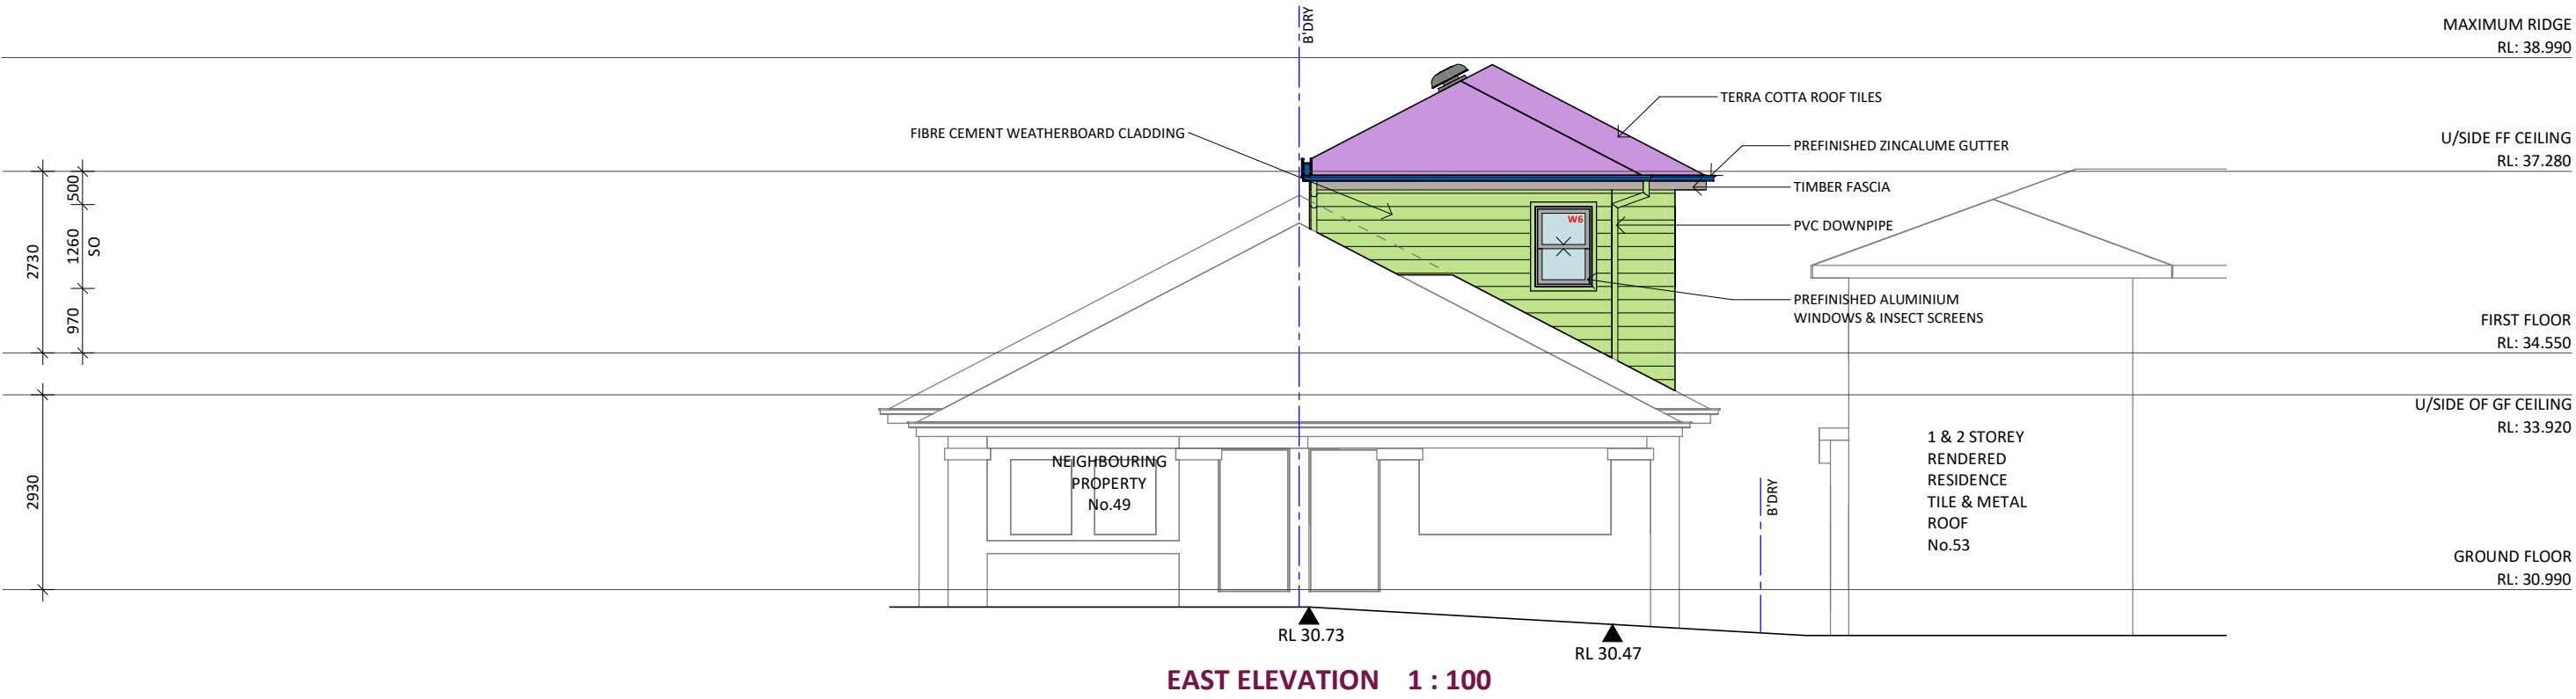 B'DRY
MAXIMUM RIDGE
RL: 38.990
TERRA COTTA ROOF TILES
FIBRE CEMENT WEATHERBOARD CLADDING
PREFINISHED ZINCALUME GUTTER
U/SIDE FF CEILING
RL: 37.280
TIMBER FASCIA
500
W6
PVC DOWNPIPE
2730
1260
SO
PREFINISHED ALUMINIUM
WINDOWS & INSECT SCREENS
970
FIRST FLOOR
RL: 34.550
U/SIDE OF GF CEILING
RL: 33.920
NEIGHBOURING
PROPERTY
No.49
1 & 2 STOREY
RENDERED
RESIDENCE
TILE & METAL
ROOF
No.53
2930
B'DRY
GROUND FLOOR
RL: 30.990
RL 30.73
RL 30.47
EAST ELEVATION 1 : 100